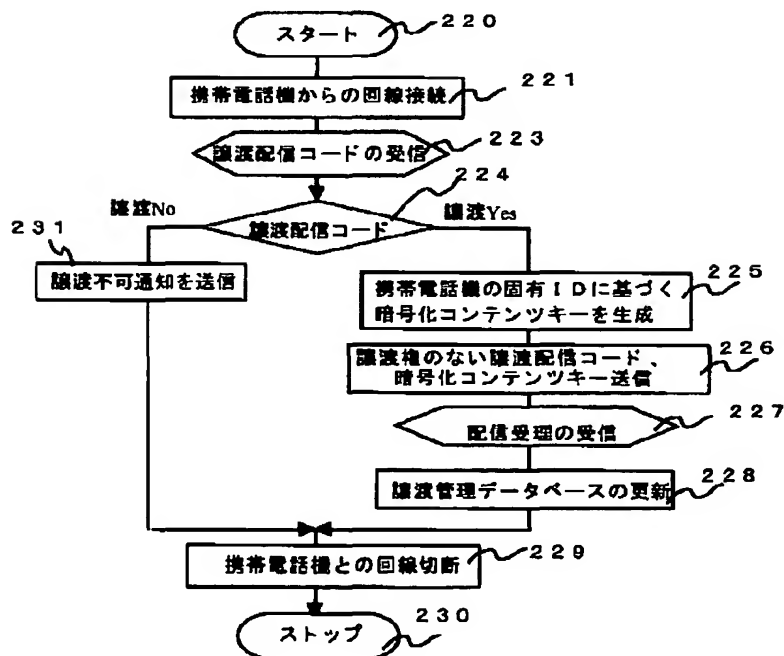 スタート
220
携帯電話機からの回線接続
221
譲渡配信コードの受信
223
224
譲渡No
譲渡配信コード
譲渡Yes
231
譲渡不可通知を送信
携帯電話機の固有IDに基づく
暗号化コンテンツキーを生成
225
譲渡権のない譲渡配信コード、
暗号化コンテンツキー送信
226
配信受理の受信
227
譲渡管理データベースの更新
228
携帯電話機との回線切断
229
ストップ
230